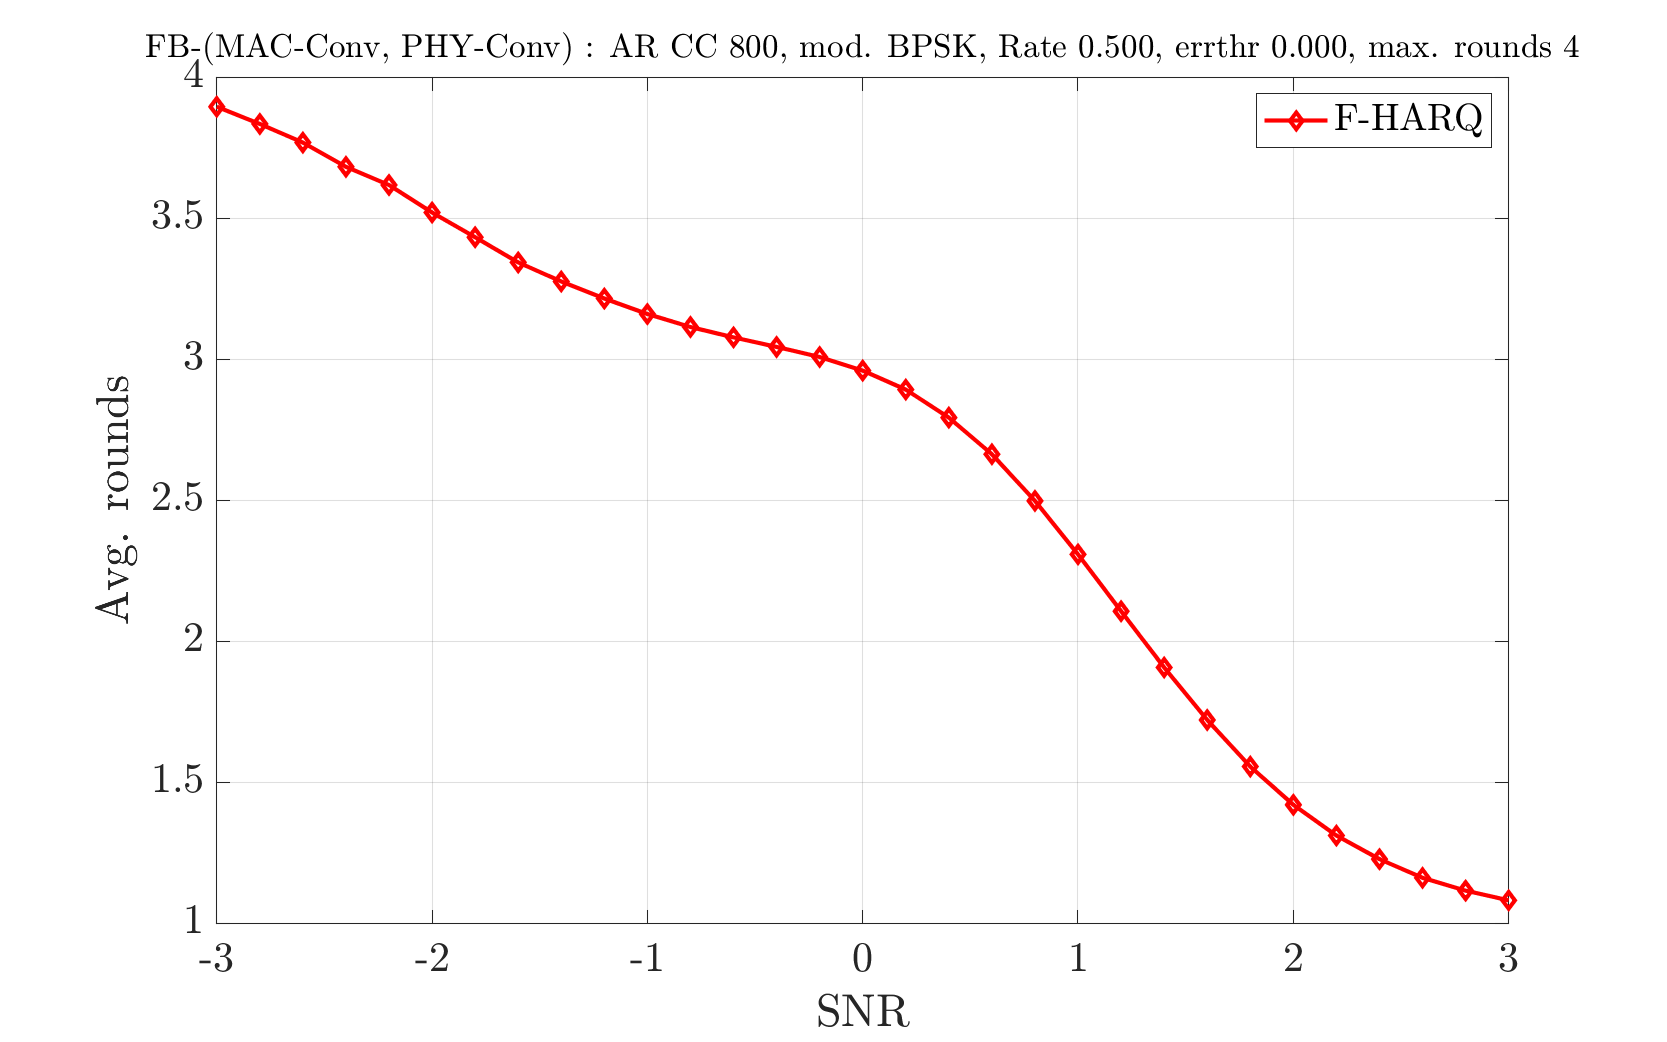 FB-(MAC-Conv, PHY-Conv) : AR CC 800, mod. BPSK, Rate 0.500, errthr 0.000, max. rounds 4
F-HARQ
Avg. rounds
4
3.5
3
2.5
2
1.5
1
-3 -2 -1 0 1 2 3
SNR